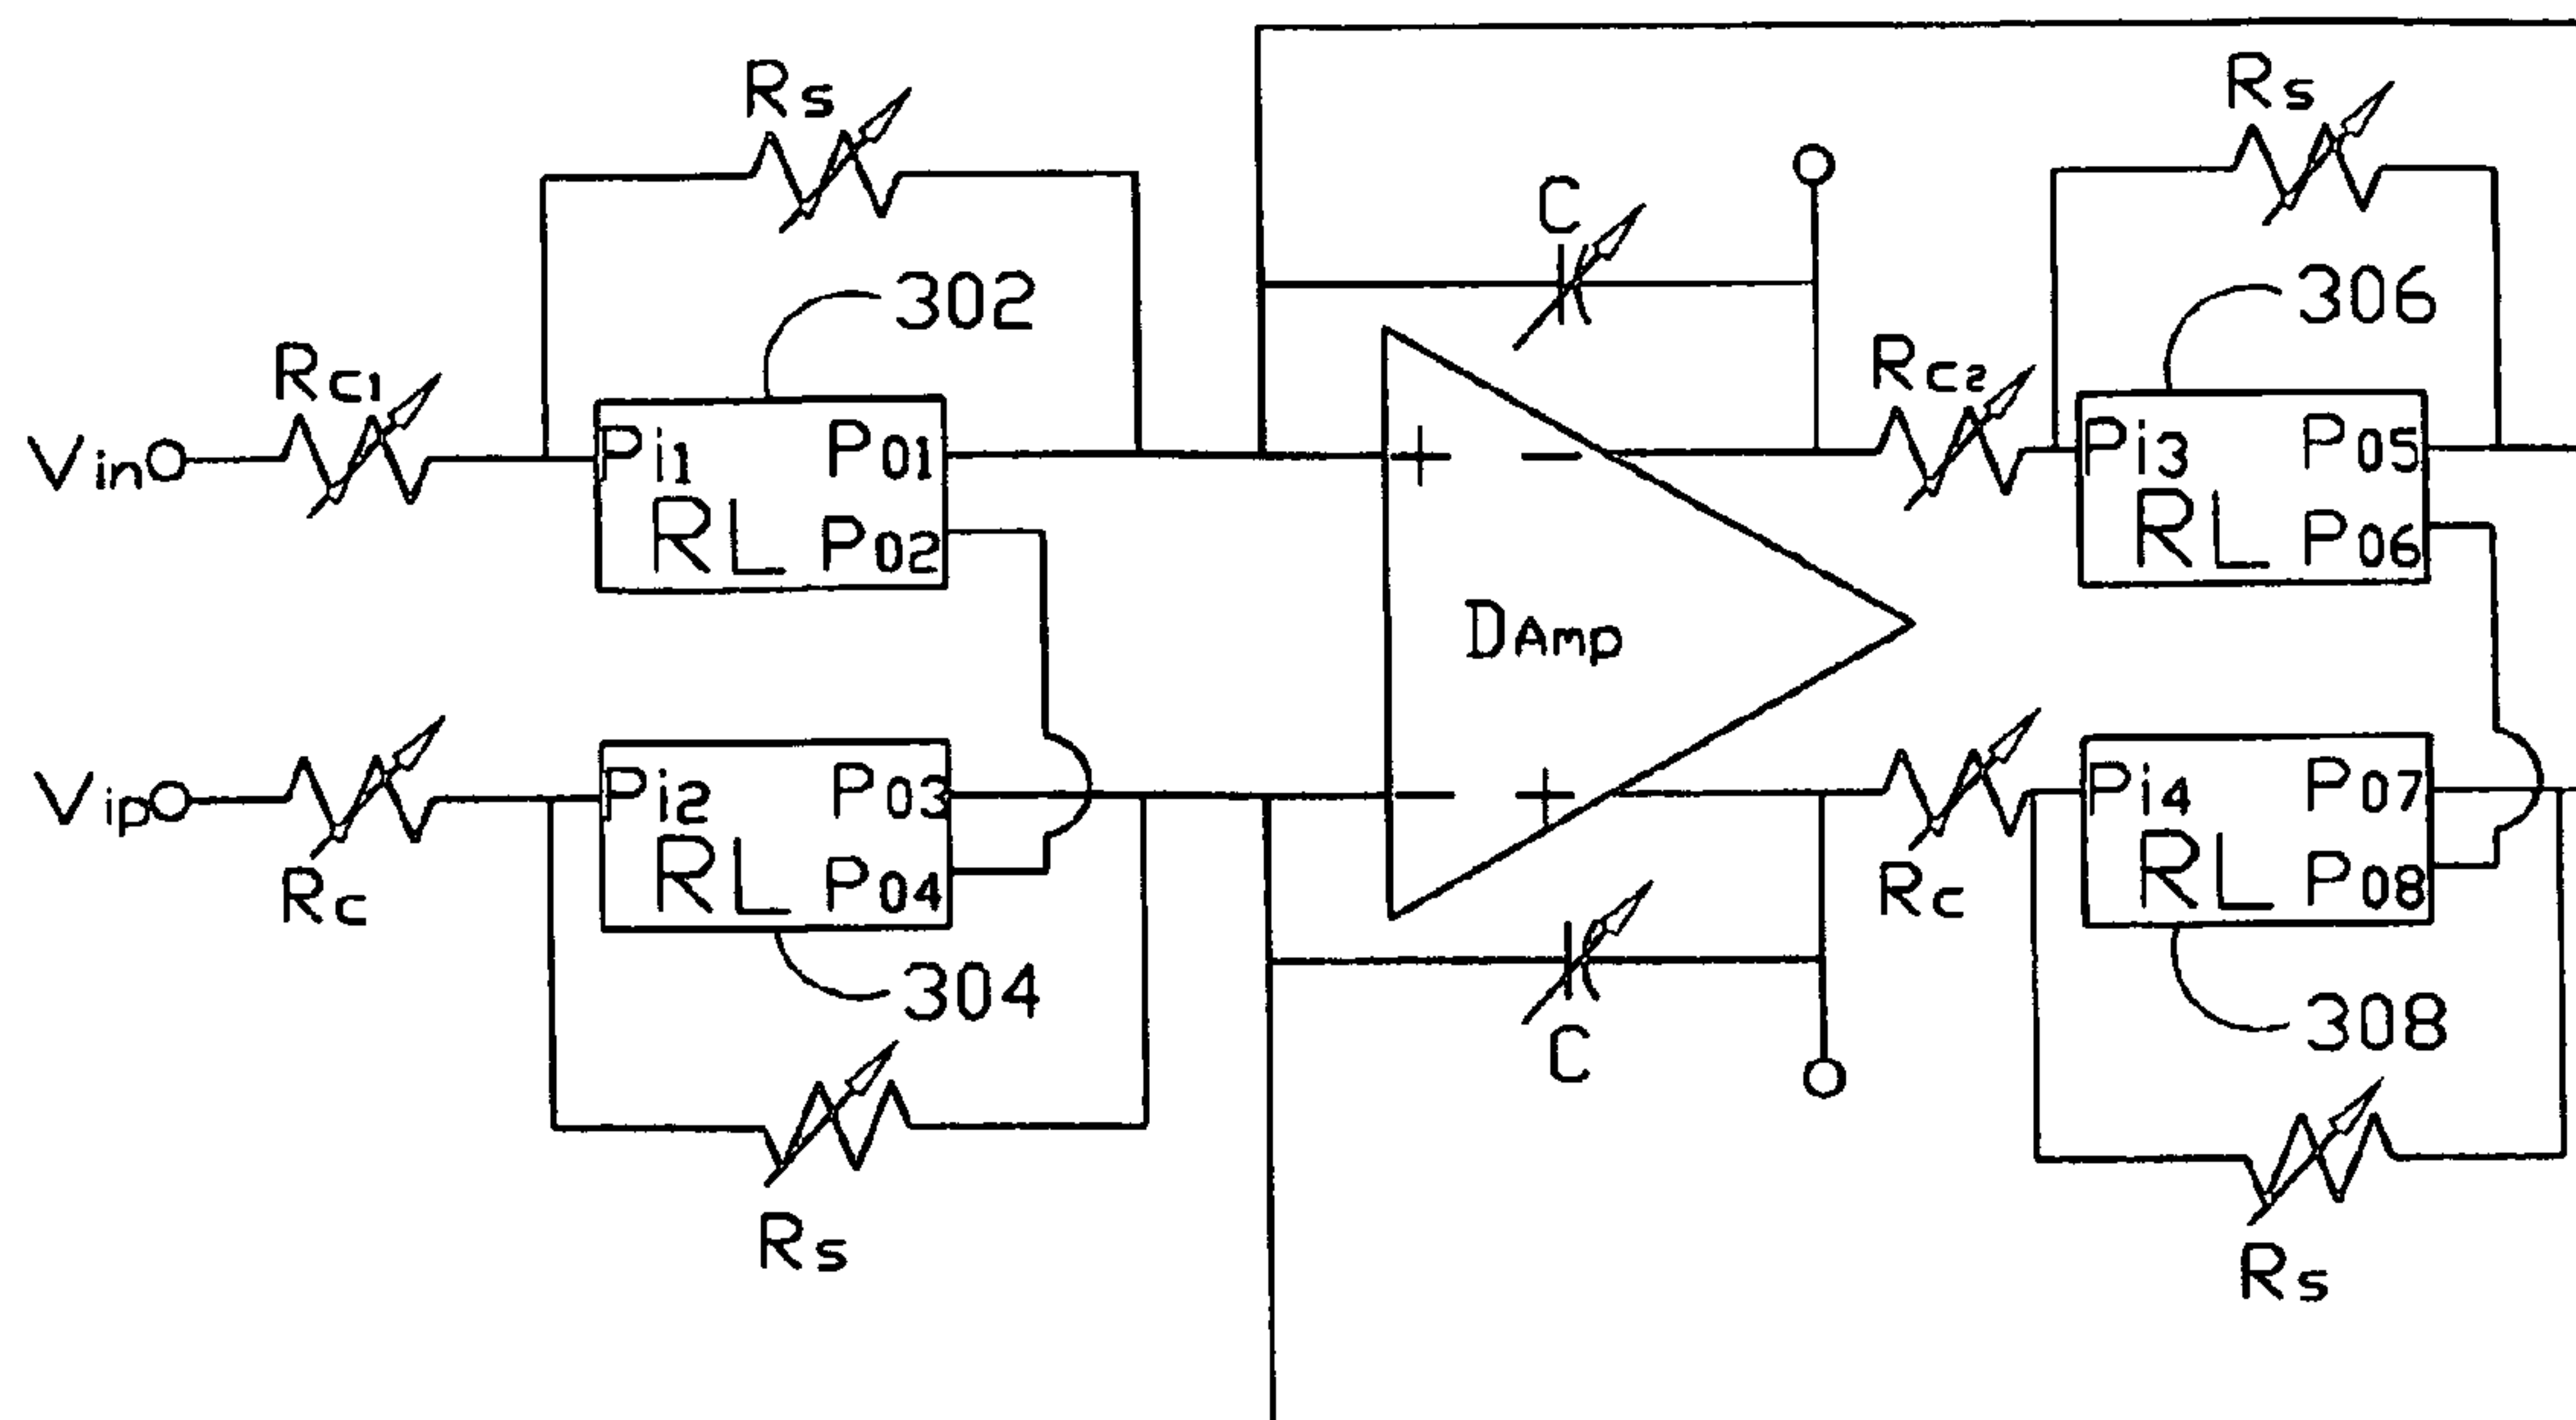 Rs
Rs
C
302
306
Rc1
Rc2
Vin
Pi1
P01
RL
P02
+
−
Pi3
P05
RL
P06
DAmp
Vip
Rc
Pi2
P03
RL
P04
−
+
Rc
Pi4
P07
RL
P08
304
C
308
Rs
Rs